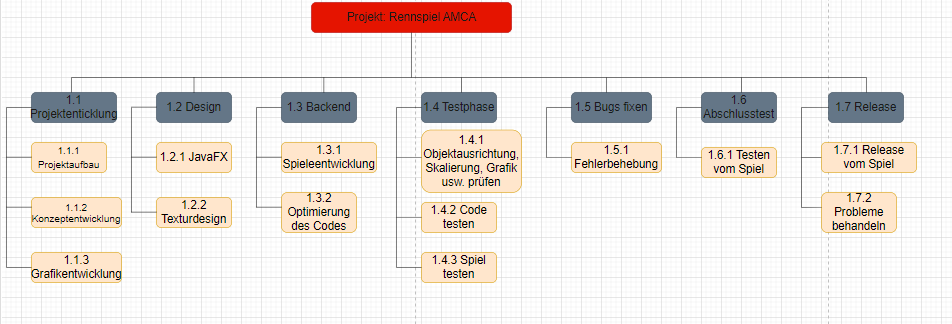 Projekt: Rennspiel AMCA
1.1
Projektenticklung
1.1.1
Projektaufbau
1.1.2
Konzeptentwicklung
1.1.3
Grafikentwicklung
1.2 Design
1.2.1 JavaFX
1.2.2
Texturdesign
1.3 Backend
1.3.1
Spieleentwicklung
1.3.2
Optimierung
des Codes
1.4 Testphase
1.4.1
Objektausrichtung,
Skalierung, Grafik
usw. prüfen
1.4.2 Code
testen
1.4.3 Spiel
testen
1.5 Bugs fixen
1.5.1
Fehlerbehebung
1.6
Abschlusstest
1.6.1 Testen
vom Spiel
1.7 Release
1.7.1 Release
vom Spiel
1.7.2
Probleme
behandeln